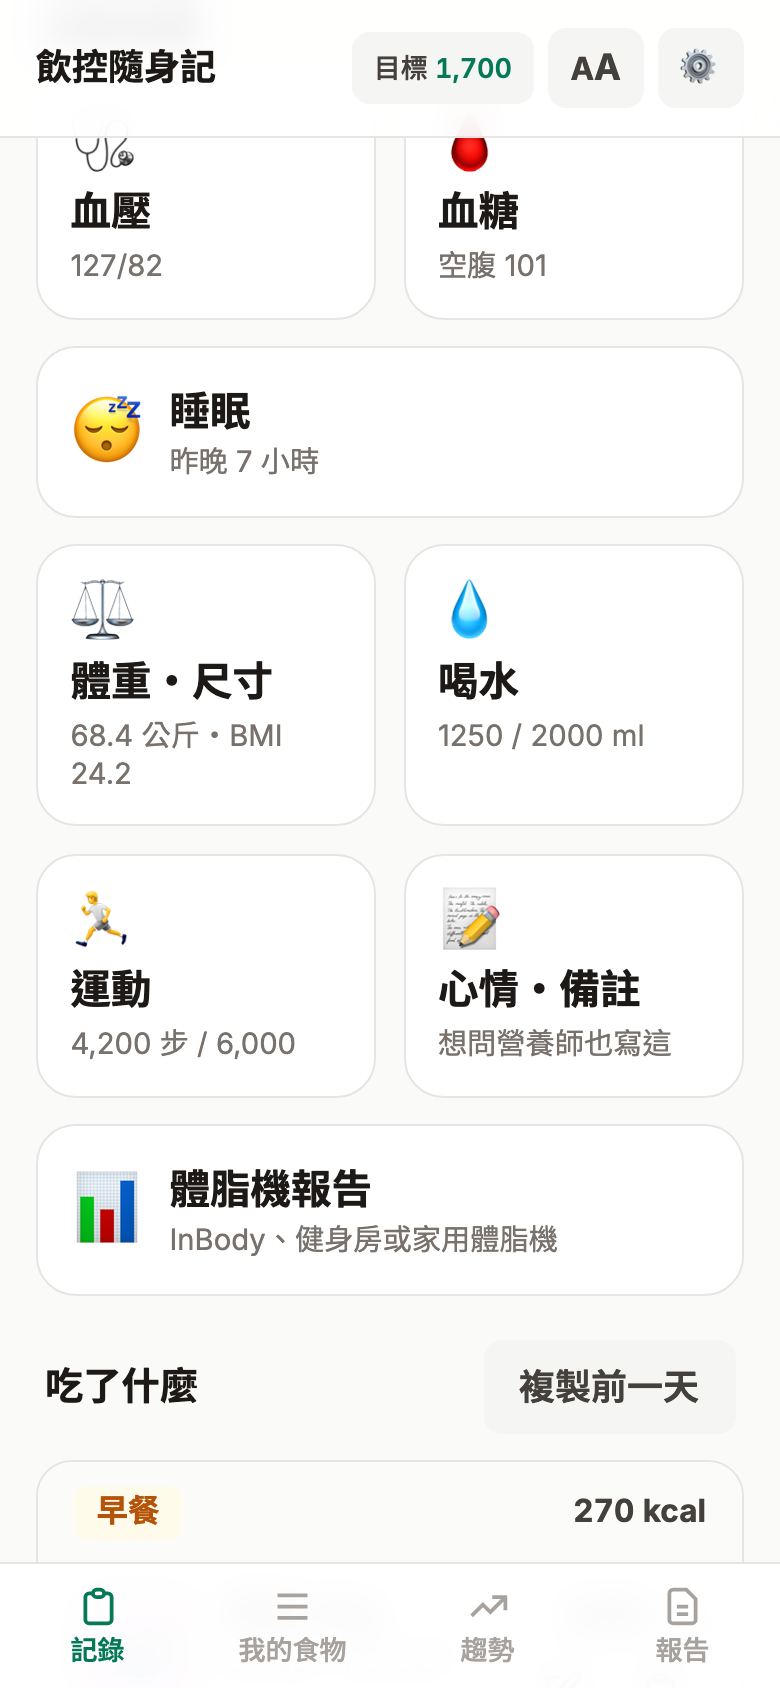 飲控隨身記
目標 1,700
AA
血壓
127/82
血糖
空腹 101
睡眠
昨晚 7 小時
體重・尺寸
68.4 公斤・BMI
24.2
喝水
1250 / 2000 ml
運動
4,200 步 / 6,000
心情・備註
想問營養師也寫這
體脂機報告
InBody、健身房或家用體脂機
吃了什麼
複製前一天
早餐
270 kcal
記錄
我的食物
趨勢
報告